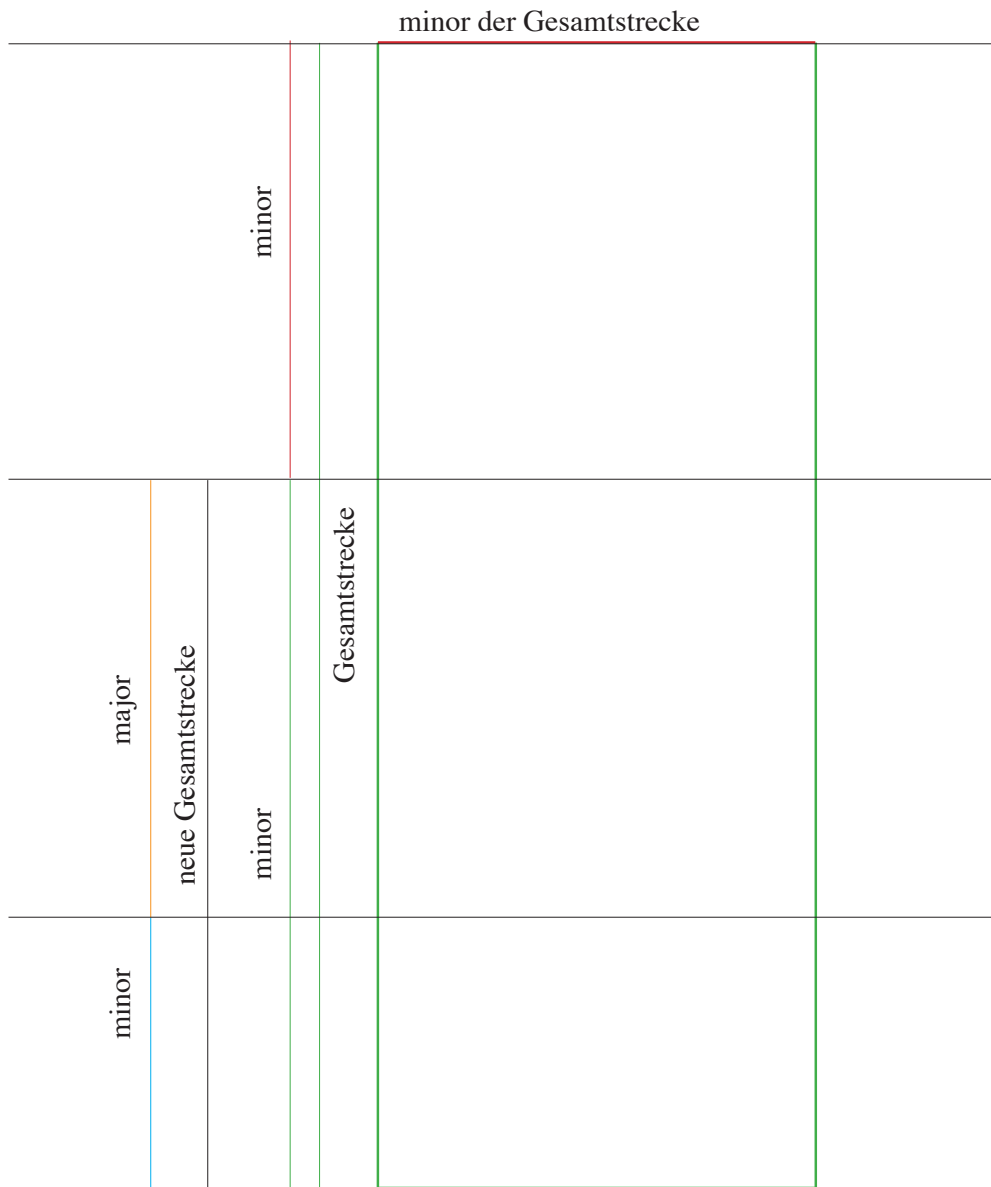 minor der Gesamtstrecke
minor
Gesamtstrecke
major
neue Gesamtstrecke
minor
minor